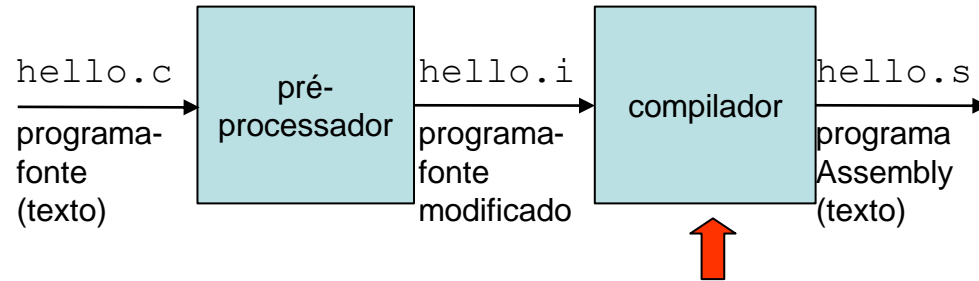 hello.c
programa-
fonte
(texto)
pré-
processador
hello.i
programa-
fonte
modificado
compilador
hello.s
programa
Assembly
(texto)